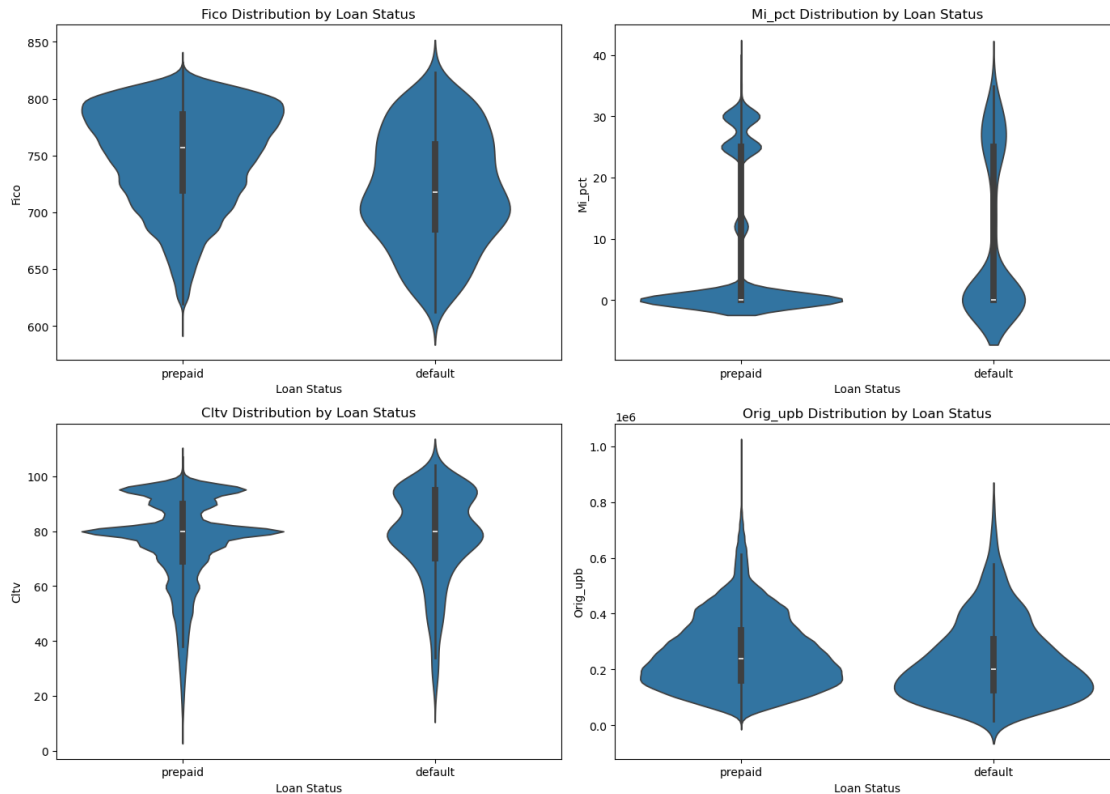 Fico Distribution by Loan Status
850
800
750
700
650
600
Fico
prepaid
default
Loan Status
Mi_pct Distribution by Loan Status
40
30
20
10
0
Mi_pct
prepaid
default
Loan Status
Cltv Distribution by Loan Status
100
80
60
40
20
0
Cltv
prepaid
default
Loan Status
Orig_upb Distribution by Loan Status
1e6
1.0
0.8
0.6
0.4
0.2
0.0
Orig_upb
prepaid
default
Loan Status